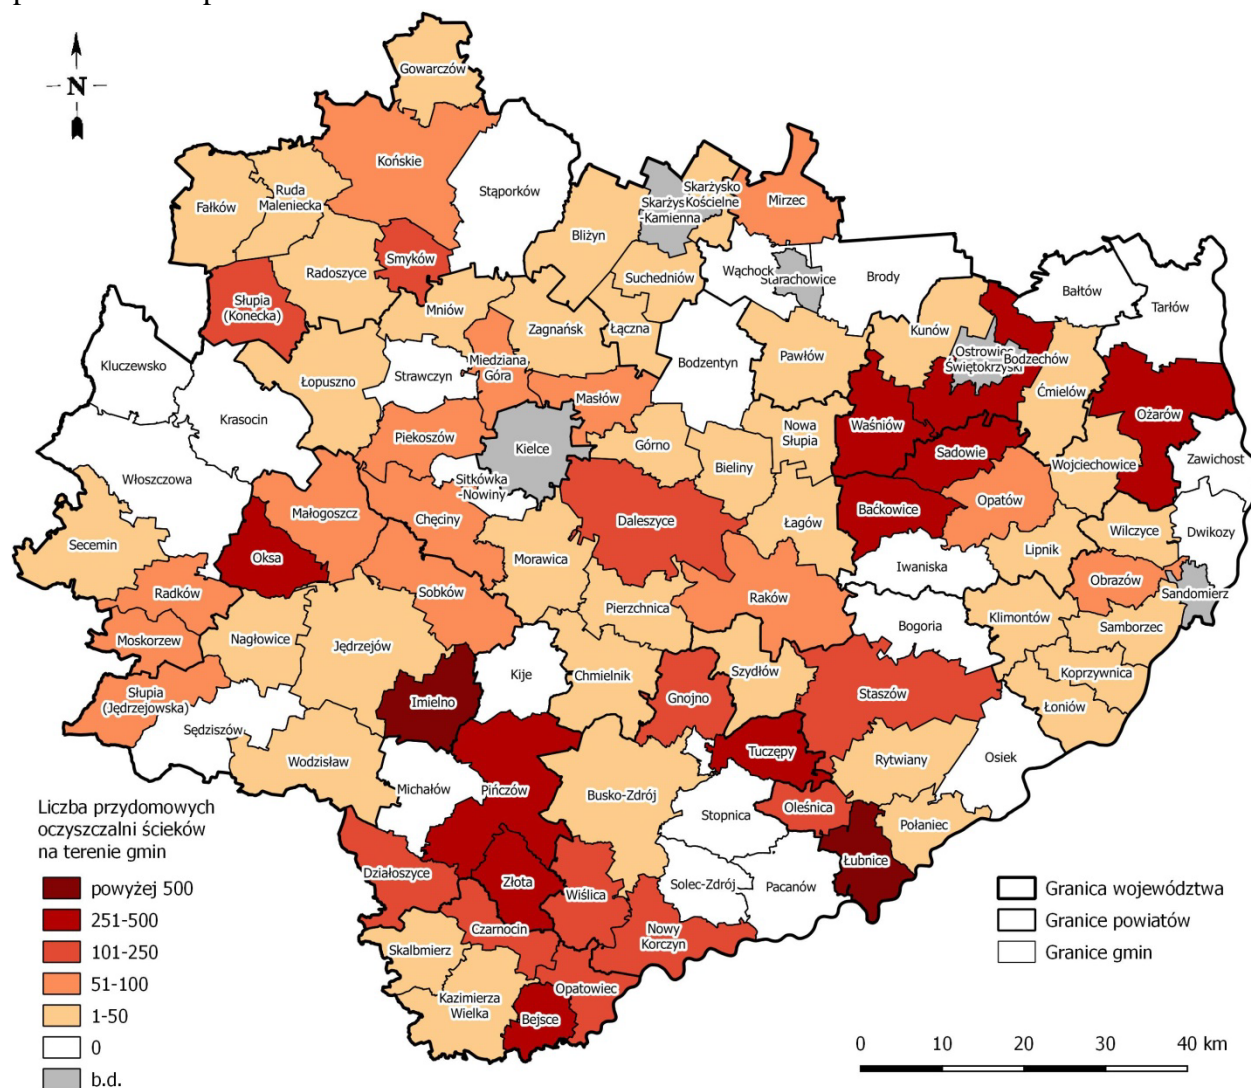 N
Gowarczów
Końskie
Stąporków
Ruda
Maleniecka
Fałków
Radoszyce
Smyków
Słupia
(Konecka)
Bliżyn
Skarżysko
Kościelne
Skarżys
-Kamienna
Mirzec
Suchedniów
Wąchock
Starachowice
Brody
Bałtów
Tarłów
Mniów
Zagnańsk
Łączna
Kluczewsko
Krasocin
Łopuszno
Strawczyn
Miedziana
Góra
Masłów
Bodzentyn
Pawłów
Kunów
Ostrowiec
Świętokrzyski
Bodzechów
Ćmielów
Ożarów
Włoszczowa
Piekoszów
Kielce
Sitkówka
-Nowiny
Górno
Bieliny
Nowa
Słupia
Waśniów
Sadowie
Wojciechowice
Zawichost
Secemin
Małogoszcz
Oksa
Chęciny
Daleszyce
Łagów
Baćkowice
Opatów
Wilczyce
Dwikozy
Radków
Sobków
Morawica
Pierzchnica
Raków
Iwaniska
Lipnik
Obrazów
Sandomierz
Moskorzew
Nagłowice
Jędrzejów
Bogoria
Klimontów
Samborzec
Koprzywnica
Łoniów
Słupia
(Jędrzejowska)
Sędziszów
Imielno
Kije
Chmielnik
Gnojno
Szydłów
Staszów
Wodzisław
Michałów
Pińczów
Busko-Zdrój
Tuczępy
Rytwiany
Osiek
Stopnica
Oleśnica
Połaniec
Łubnice
Działoszyce
Złota
Wiślica
Solec-Zdrój
Pacanów
Czarnocin
Nowy
Korczyn
Skalbmierz
Kazimierza
Wielka
Opatowiec
Bejsce
Liczba przydomowych
oczyszczalni ścieków
na terenie gmin
powyżej 500
251-500
101-250
51-100
1-50
0
b.d.
Granica województwa
Granice powiatów
Granice gmin
0 10 20 30 40 km